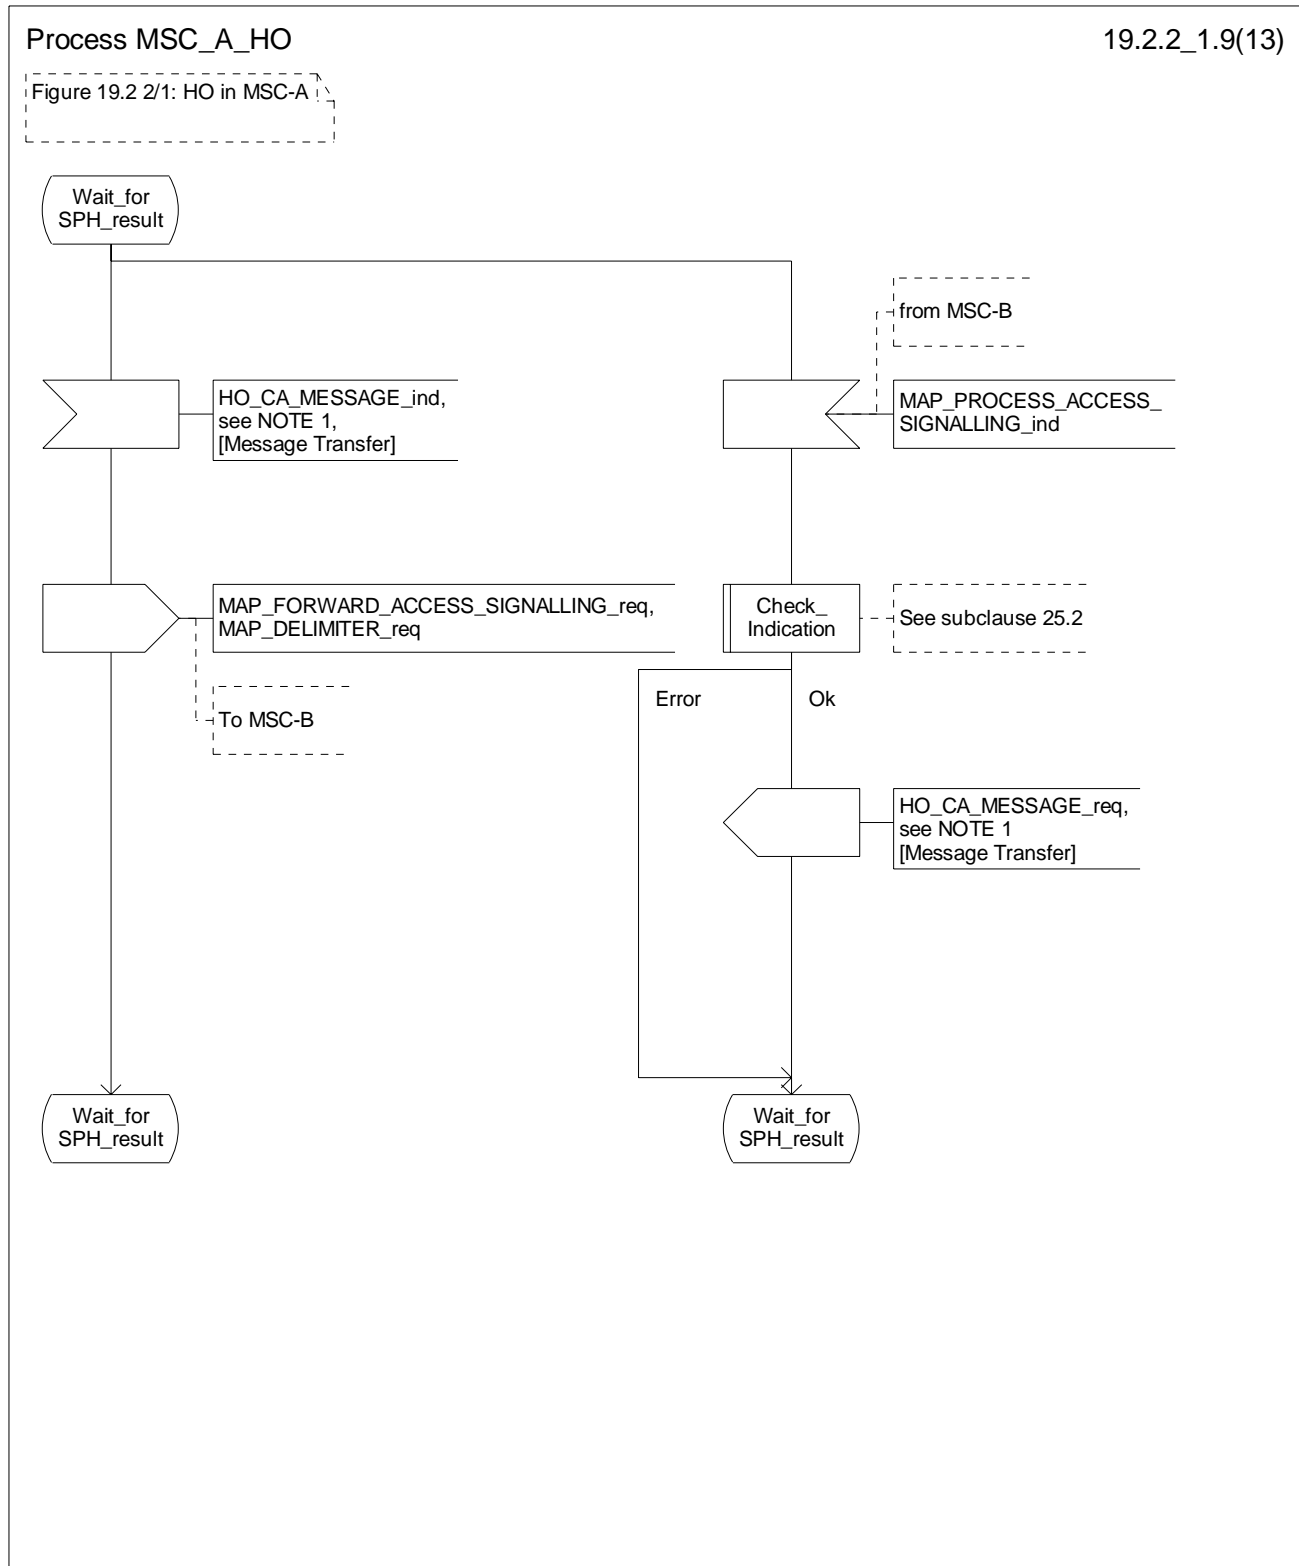 Process MSC_A_HO
19.2.2_1.9(13)
Figure 19.2 2/1: HO in MSC-A
Wait_for
SPH_result
from MSC-B
HO_CA_MESSAGE_ind,
see NOTE 1,
[Message Transfer]
MAP_PROCESS_ACCESS_
SIGNALLING_ind
MAP_FORWARD_ACCESS_SIGNALLING_req,
MAP_DELIMITER_req
Check_
Indication
See subclause 25.2
To MSC-B
Error
Ok
HO_CA_MESSAGE_req,
see NOTE 1
[Message Transfer]
Wait_for
SPH_result
Wait_for
SPH_result